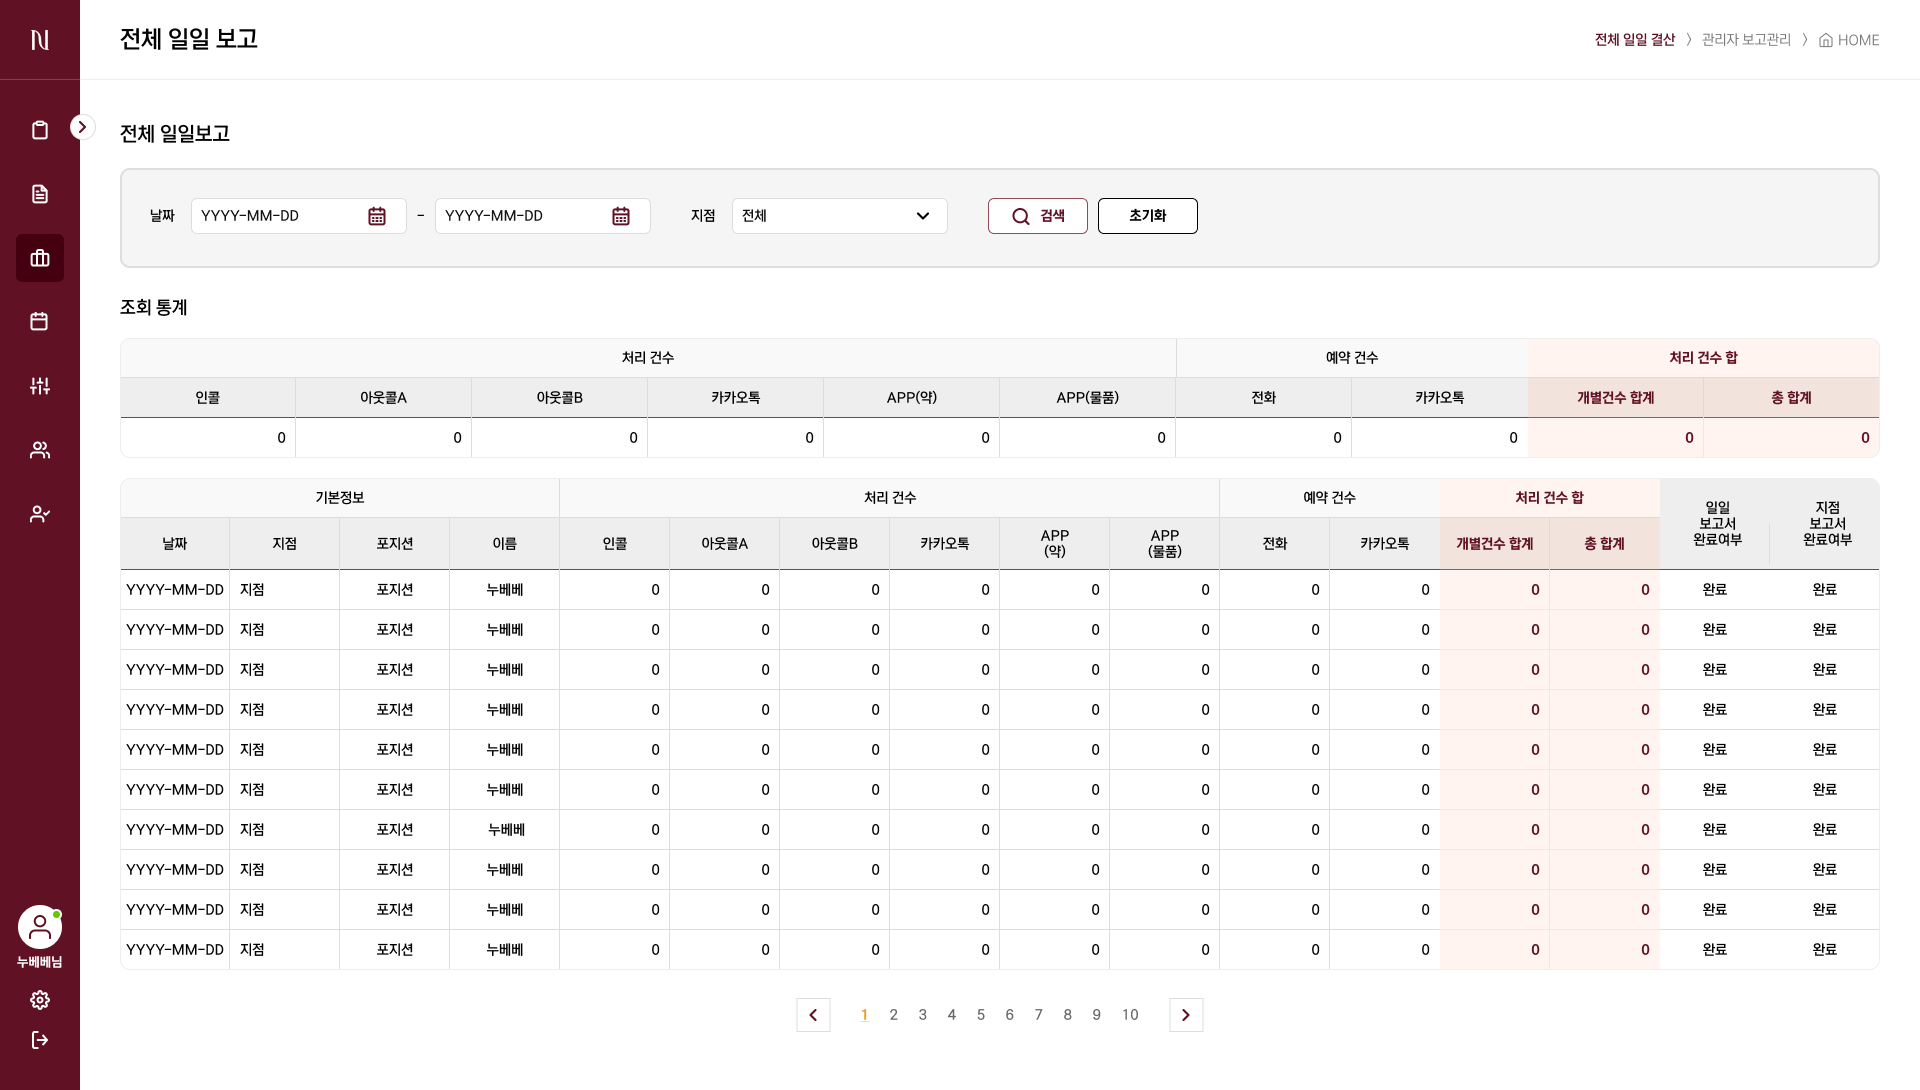 전체 일일 보고
전체 일일 결산 〉 관리자 보고관리 〉 HOME
전체 일일보고
날짜 YYYY-MM-DD - YYYY-MM-DD 지점 전체 검색 초기화
조회 통계
처리 건수 예약 건수 처리 건수 합
인콜 아웃콜A 아웃콜B 카카오톡 APP(약) APP(물품) 전화 카카오톡 개별건수 합계 총 합계
0 0 0 0 0 0 0 0 0 0
기본정보 처리 건수 예약 건수 처리 건수 합 일일 보고서 완료여부 지점 보고서 완료여부
날짜 지점 포지션 이름 인콜 아웃콜A 아웃콜B 카카오톡 APP (약) APP (물품) 전화 카카오톡 개별건수 합계 총 합계
YYYY-MM-DD 지점 포지션 누베베 0 0 0 0 0 0 0 0 0 0 완료 완료
YYYY-MM-DD 지점 포지션 누베베 0 0 0 0 0 0 0 0 0 0 완료 완료
YYYY-MM-DD 지점 포지션 누베베 0 0 0 0 0 0 0 0 0 0 완료 완료
YYYY-MM-DD 지점 포지션 누베베 0 0 0 0 0 0 0 0 0 0 완료 완료
YYYY-MM-DD 지점 포지션 누베베 0 0 0 0 0 0 0 0 0 0 완료 완료
YYYY-MM-DD 지점 포지션 누베베 0 0 0 0 0 0 0 0 0 0 완료 완료
YYYY-MM-DD 지점 포지션 누베베 0 0 0 0 0 0 0 0 0 0 완료 완료
YYYY-MM-DD 지점 포지션 누베베 0 0 0 0 0 0 0 0 0 0 완료 완료
YYYY-MM-DD 지점 포지션 누베베 0 0 0 0 0 0 0 0 0 0 완료 완료
YYYY-MM-DD 지점 포지션 누베베 0 0 0 0 0 0 0 0 0 0 완료 완료
누베베님
1 2 3 4 5 6 7 8 9 10